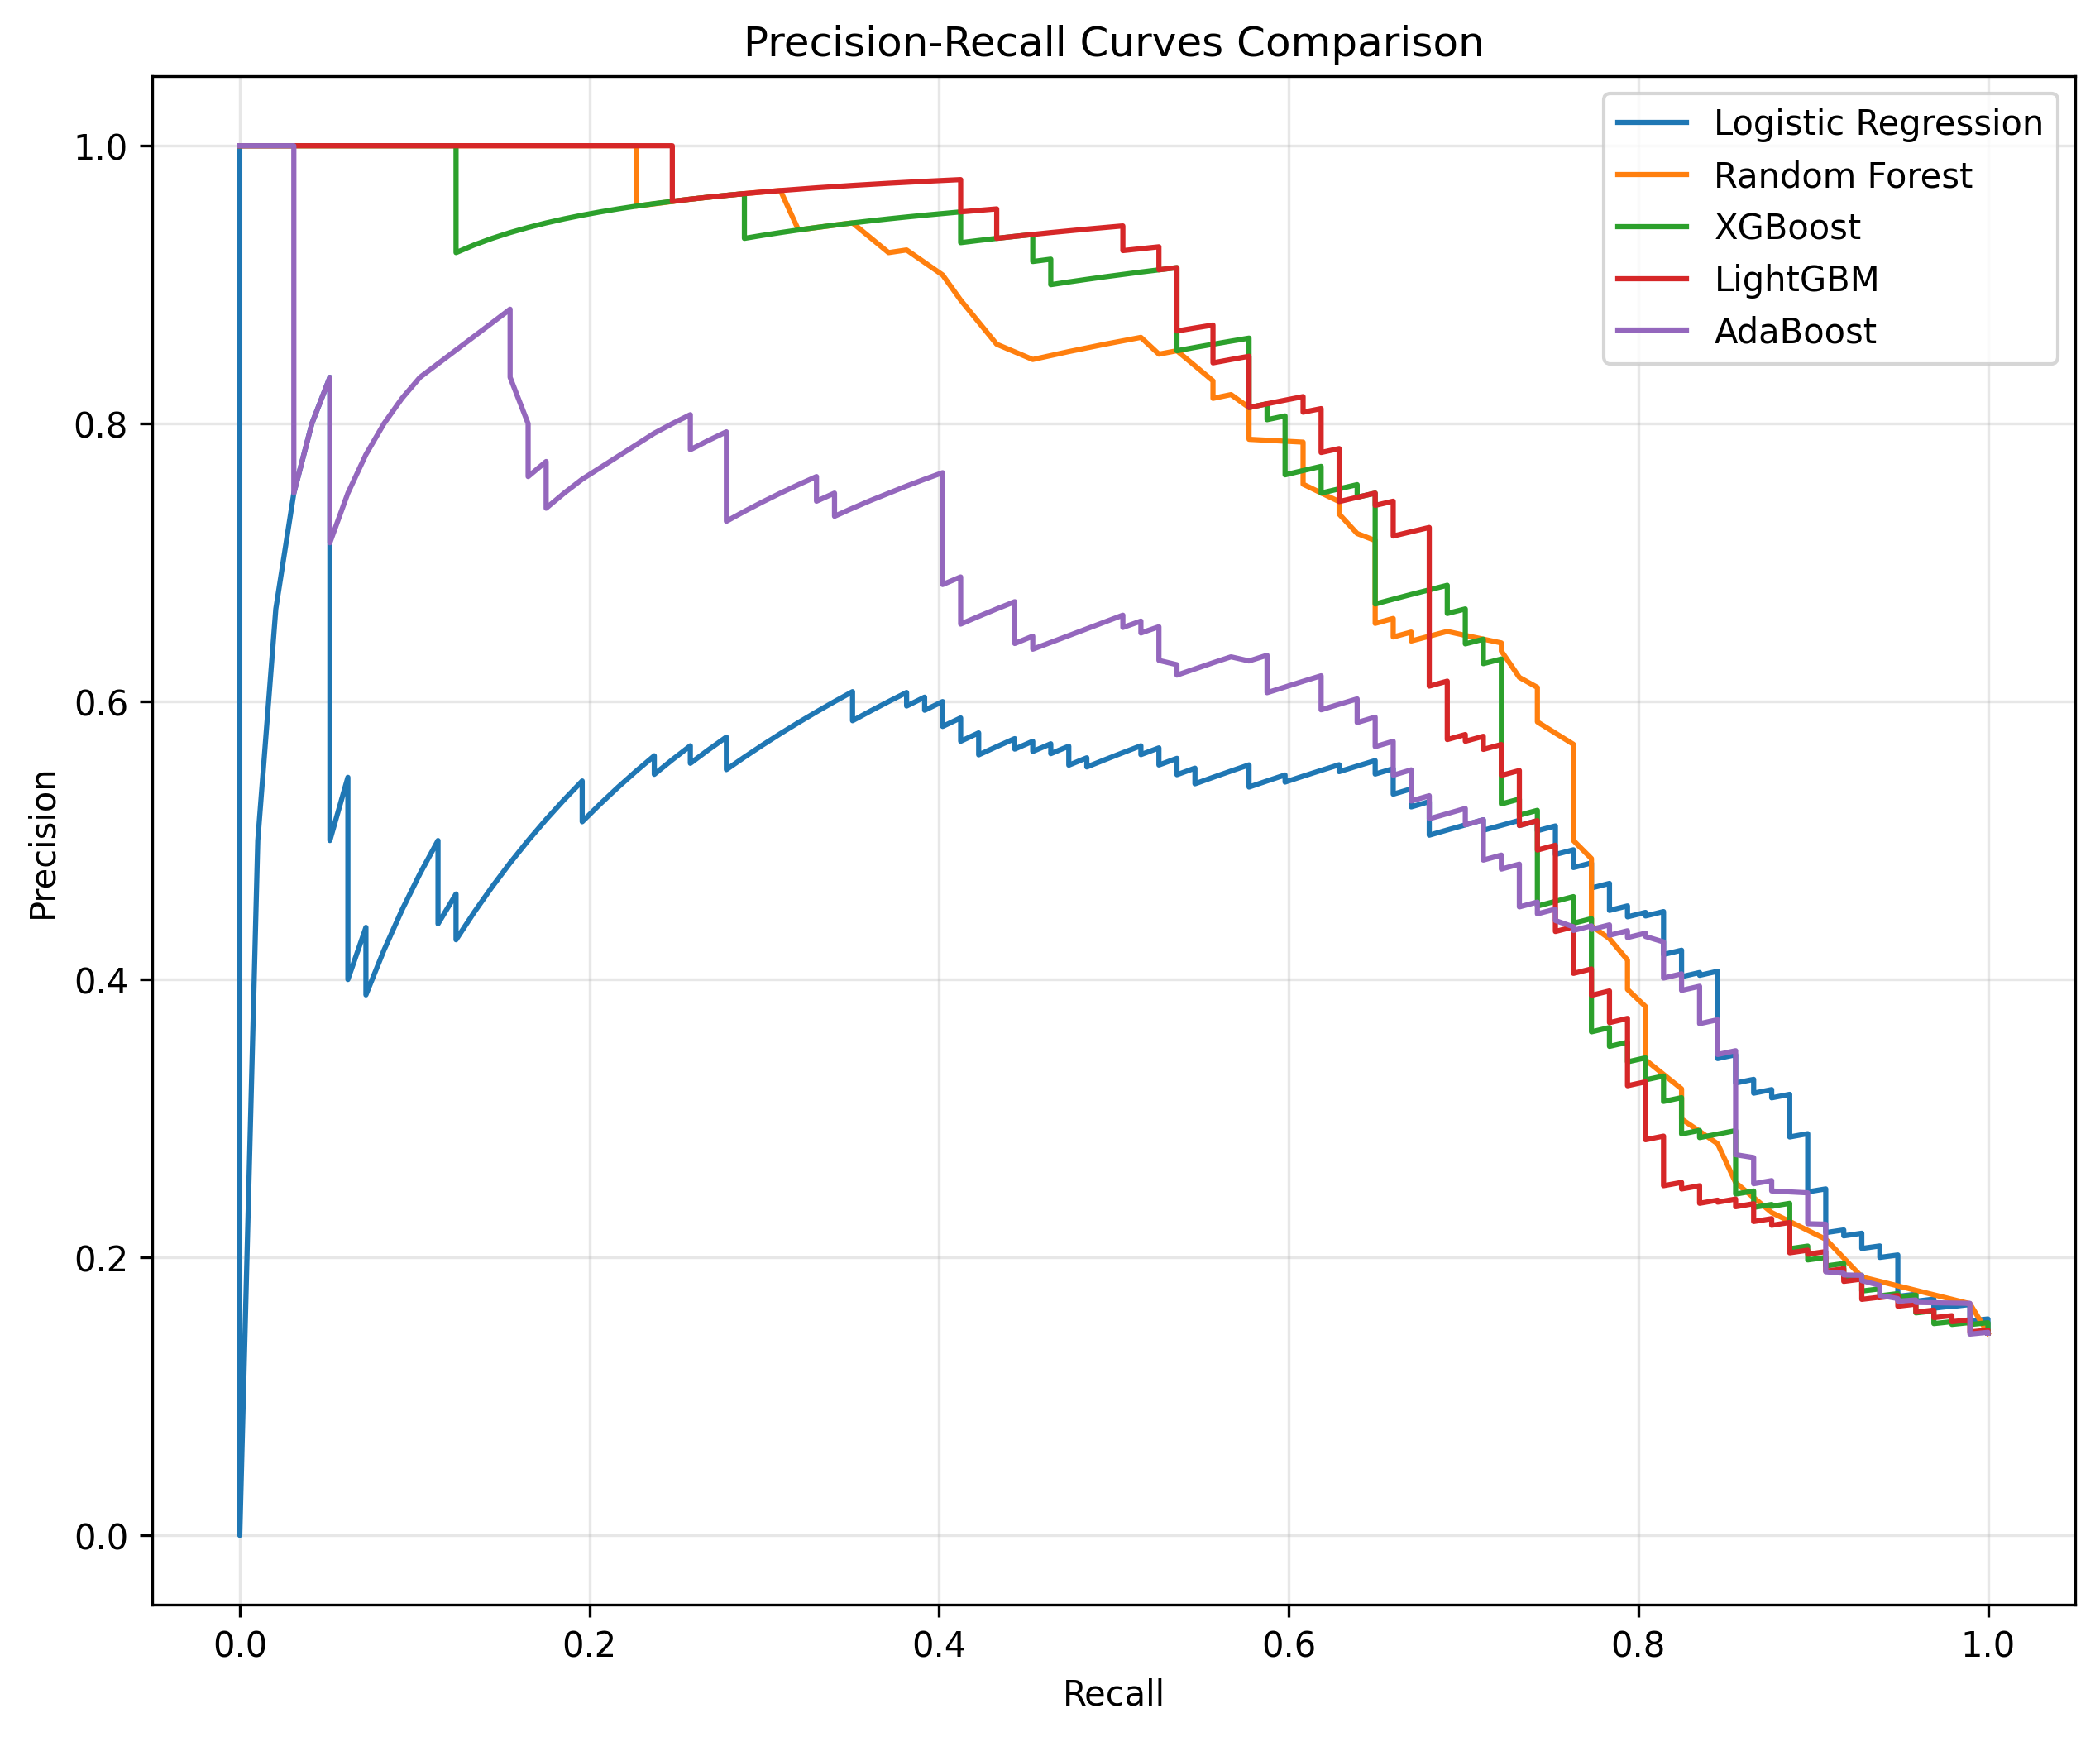 Precision-Recall Curves Comparison
Logistic Regression
Random Forest
XGBoost
LightGBM
AdaBoost
Precision
1.0
0.8
0.6
0.4
0.2
0.0
0.0 0.2 0.4 0.6 0.8 1.0
Recall